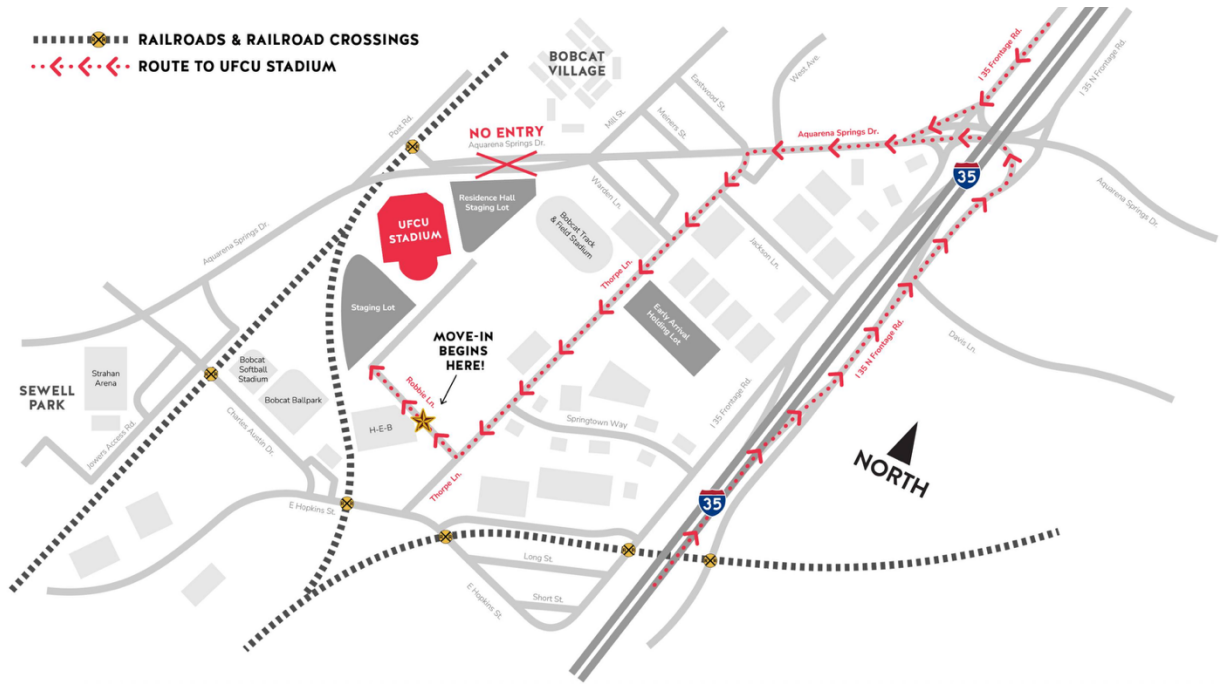 RAILROADS & RAILROAD CROSSINGS
ROUTE TO UFCU STADIUM
BOBCAT
VILLAGE
Post Rd.
NO ENTRY
Aquarena Springs Dr.
Mill St.
Meiners St.
Eastwood St.
West Ave.
I 35 Frontage Rd.
I 35 N Frontage Rd.
Aquarena Springs Dr.
35
Aquarena Springs Dr.
Residence Hall
Staging Lot
UFCU
STADIUM
Bobcat Track
& Field Stadium
Warden Ln.
Jackson Ln.
Aquarena Springs Dr.
Thorpe Ln.
Staging Lot
Early Arrival
Holding Lot
I 35 N Frontage Rd.
Davis Ln.
MOVE-IN
BEGINS
HERE!
Strahan
Arena
SEWELL
PARK
Bobcat
Softball
Stadium
Bobcat Ballpark
Robbie Ln.
H-E-B
Springtown Way
I 35 Frontage Rd.
Charles Austin Dr.
Jowers Access Rd.
Thorpe Ln.
NORTH
35
E Hopkins St.
Long St.
E Hopkins St.
Short St.